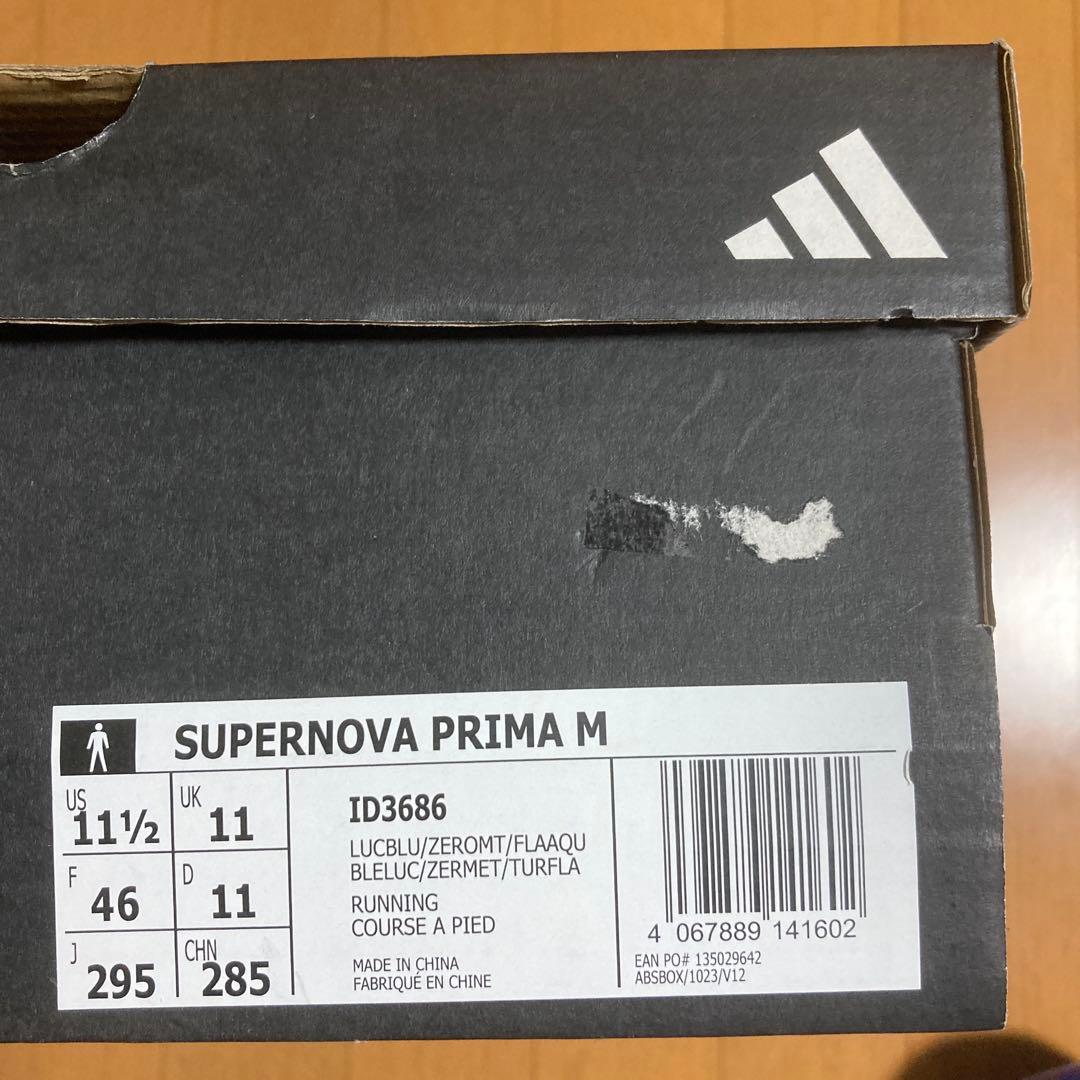 SUPERNOVA PRIMA M
US 11½
UK 11
F 46
D 11
J 295
CHN 285
ID3686
LUCBLU/ZEROMT/FLAAQU
BLELUC/ZERMET/TURFLA
RUNNING
COURSE A PIED
MADE IN CHINA
FABRIQUÉ EN CHINE
4 067889 141602
EAN PO# 135029642
ABSBOX/1023/V12